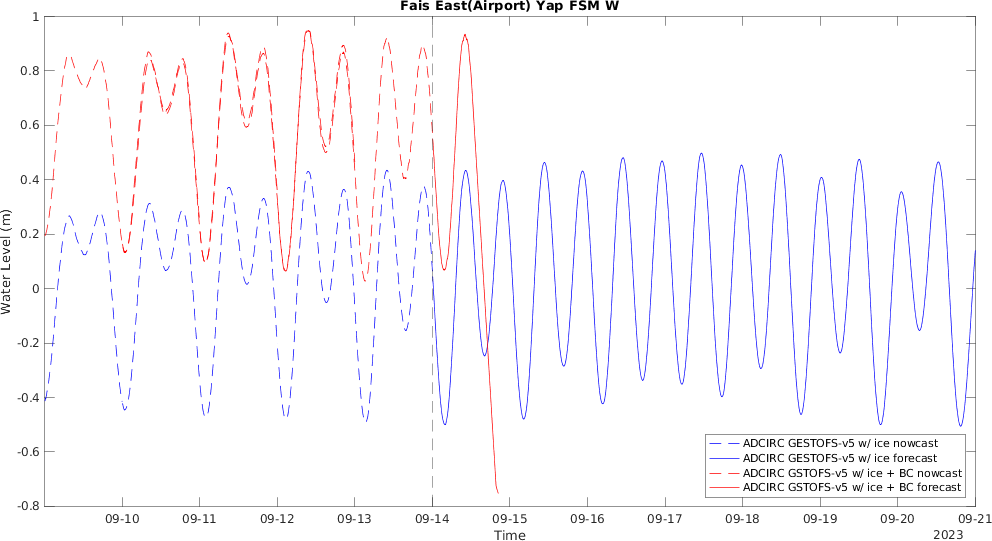 Fais East(Airport) Yap FSM W
Water Level (m)
1
0.8
0.6
0.4
0.2
0
-0.2
-0.4
-0.6
-0.8
ADCIRC GESTOFS-v5 w/ ice nowcast
ADCIRC GESTOFS-v5 w/ ice forecast
ADCIRC GSTOFS-v5 w/ ice + BC nowcast
ADCIRC GSTOFS-v5 w/ ice + BC forecast
09-10 09-11 09-12 09-13 09-14 09-15 09-16 09-17 09-18 09-19 09-20 09-21
Time
2023